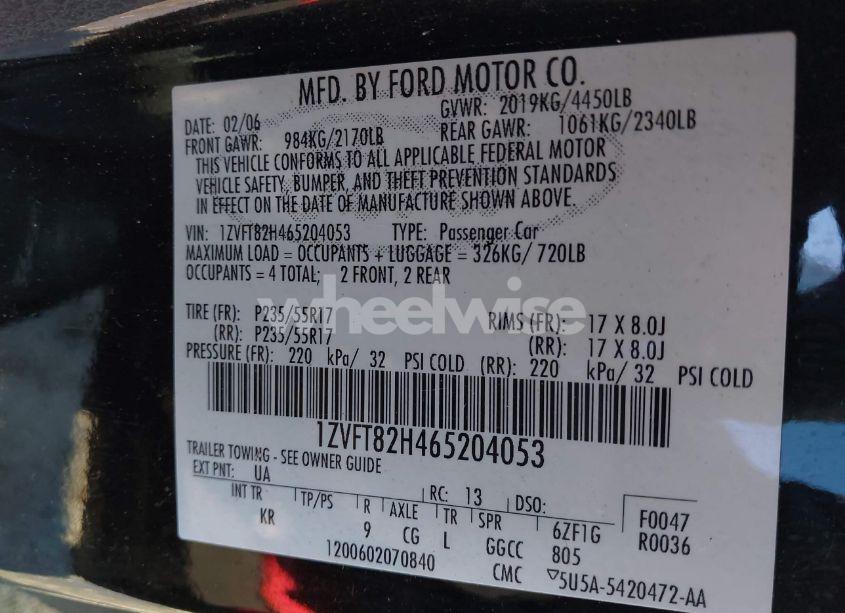 MFD. BY FORD MOTOR CO.
DATE: 02/06 GVWR: 2019KG/4450LB
FRONT GAWR: 984KG/2170LB REAR GAWR: 1061KG/2340LB
THIS VEHICLE CONFORMS TO ALL APPLICABLE FEDERAL MOTOR
VEHICLE SAFETY, BUMPER, AND THEFT PREVENTION STANDARDS
IN EFFECT ON THE DATE OF MANUFACTURE SHOWN ABOVE.
VIN: 1ZVFT82H465204053 TYPE: Passenger Car
MAXIMUM LOAD = OCCUPANTS + LUGGAGE = 326KG/ 720LB
OCCUPANTS = 4 TOTAL; 2 FRONT, 2 REAR
wheelwise
TIRE (FR): P235/55R17 RIMS (FR): 17 X 8.0J
(RR): P235/55R17 (RR): 17 X 8.0J
PRESSURE (FR): 220 kPa/ 32 PSI COLD (RR): 220 kPa/ 32 PSI COLD
1ZVFT82H465204053
TRAILER TOWING - SEE OWNER GUIDE
EXT PNT: UA RC: 13 DSO: F0047
INT TR TP/PS R AXLE TR SPR 6ZF1G R0036
KR 9 CG L GGCC 805
1200602070840 CMC ▽5U5A-5420472-AA